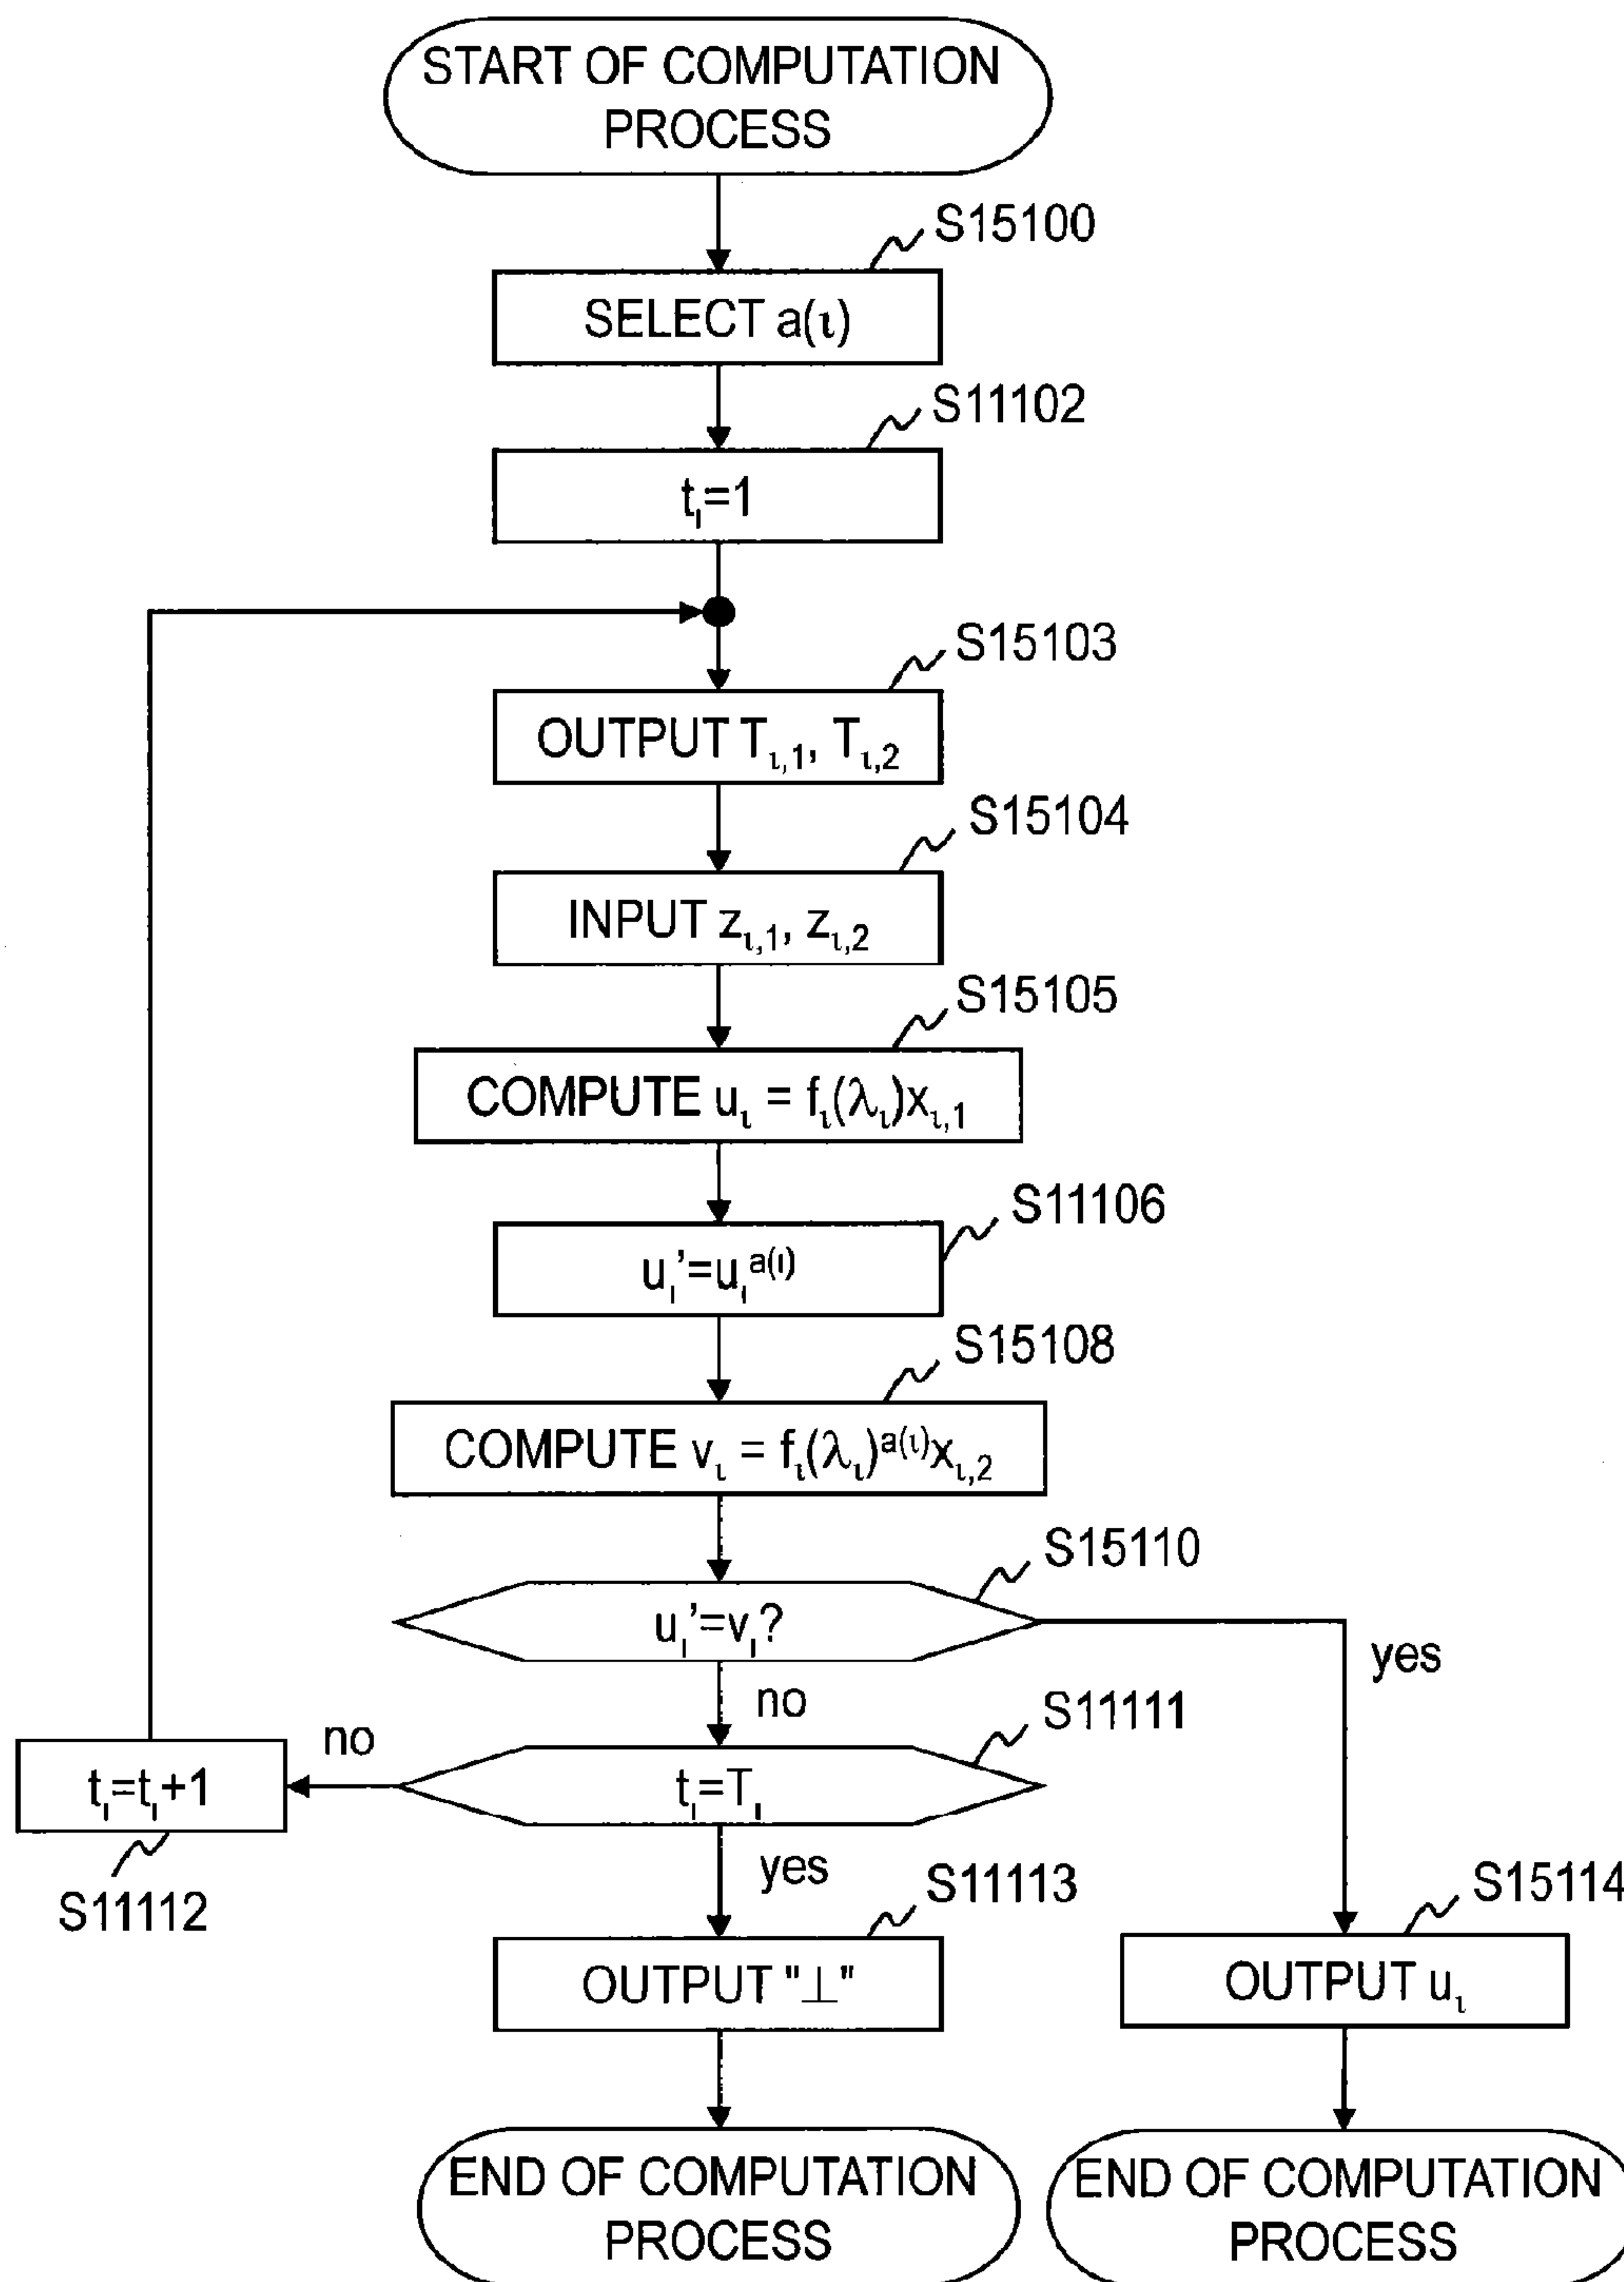 START OF COMPUTATION
PROCESS
S15100
SELECT a(ι)
S11102
tι=1
S15103
OUTPUT Tι,1, Tι,2
S15104
INPUT zι,1, zι,2
S15105
COMPUTE uι = fι(λι)xι,1
S11106
uι'=uι^a(ι)
S15108
COMPUTE vι = fι(λι)^a(ι)xι,2
S15110
uι'=vι?
yes
no
S11111
no
tι=tι+1
tι=Tι
S11112
yes
S11113
S15114
OUTPUT "⊥"
OUTPUT uι
END OF COMPUTATION
PROCESS
END OF COMPUTATION
PROCESS